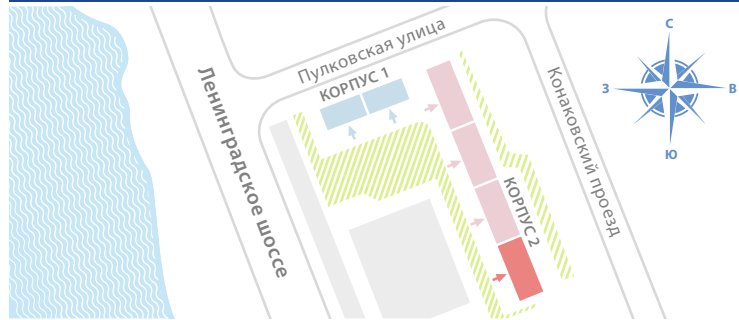 Пулковская улица
КОРПУС 1
Ленинградское шоссе
Конаковский проезд
КОРПУС 2
С
З
В
Ю